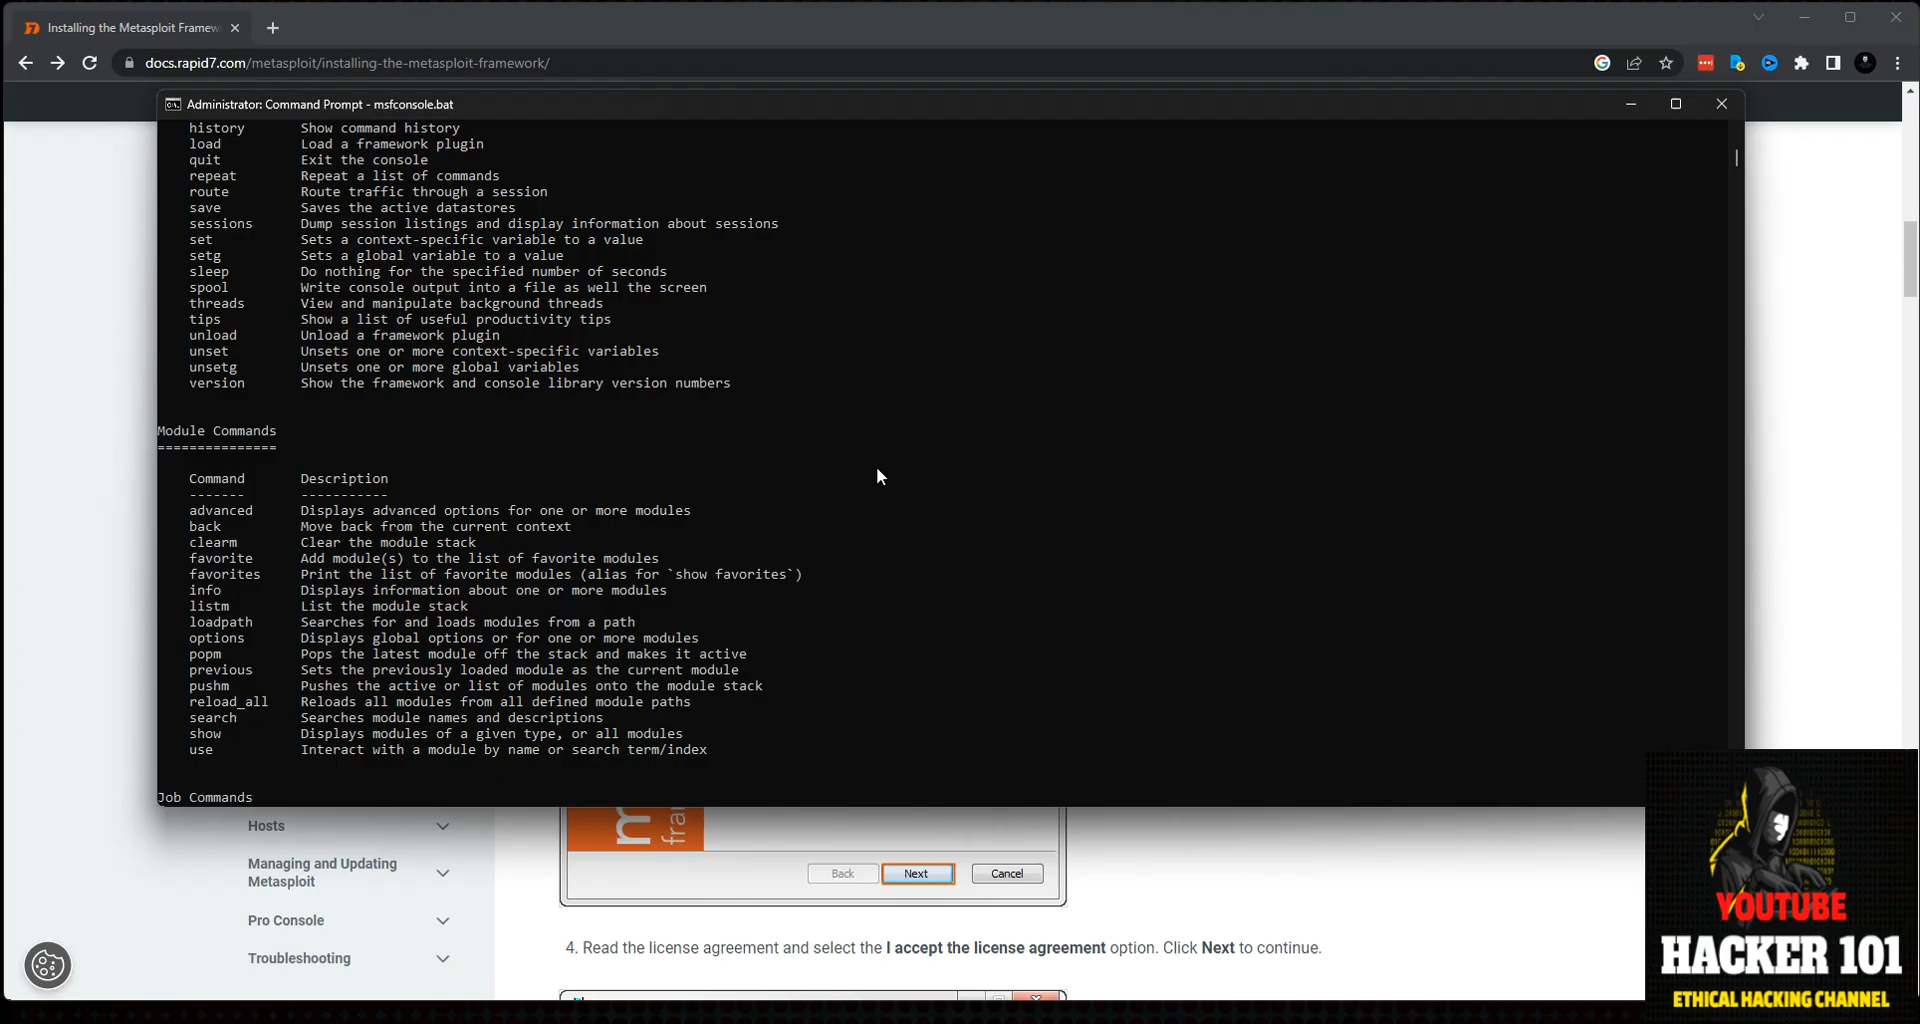 Installing the Metasploit Framew
docs.rapid7.com/metasploit/installing-the-metasploit-framework/
Administrator: Command Prompt - msfconsole.bat
history Show command history
load Load a framework plugin
quit Exit the console
repeat Repeat a list of commands
route Route traffic through a session
save Saves the active datastores
sessions Dump session listings and display information about sessions
set Sets a context-specific variable to a value
setg Sets a global variable to a value
sleep Do nothing for the specified number of seconds
spool Write console output into a file as well the screen
threads View and manipulate background threads
tips Show a list of useful productivity tips
unload Unload a framework plugin
unset Unsets one or more context-specific variables
unsetg Unsets one or more global variables
version Show the framework and console library version numbers
Module Commands
===============
Command Description
------- -----------
advanced Displays advanced options for one or more modules
back Move back from the current context
clearm Clear the module stack
favorite Add module(s) to the list of favorite modules
favorites Print the list of favorite modules (alias for `show favorites`)
info Displays information about one or more modules
listm List the module stack
loadpath Searches for and loads modules from a path
options Displays global options or for one or more modules
popm Pops the latest module off the stack and makes it active
previous Sets the previously loaded module as the current module
pushm Pushes the active or list of modules onto the module stack
reload_all Reloads all modules from all defined module paths
search Searches module names and descriptions
show Displays modules of a given type, or all modules
use Interact with a module by name or search term/index
Job Commands
Hosts
Managing and Updating
Metasploit
Pro Console
Troubleshooting
m
fra
Back Next Cancel
4. Read the license agreement and select the I accept the license agreement option. Click Next to continue.
YOUTUBE
HACKER 101
ETHICAL HACKING CHANNEL